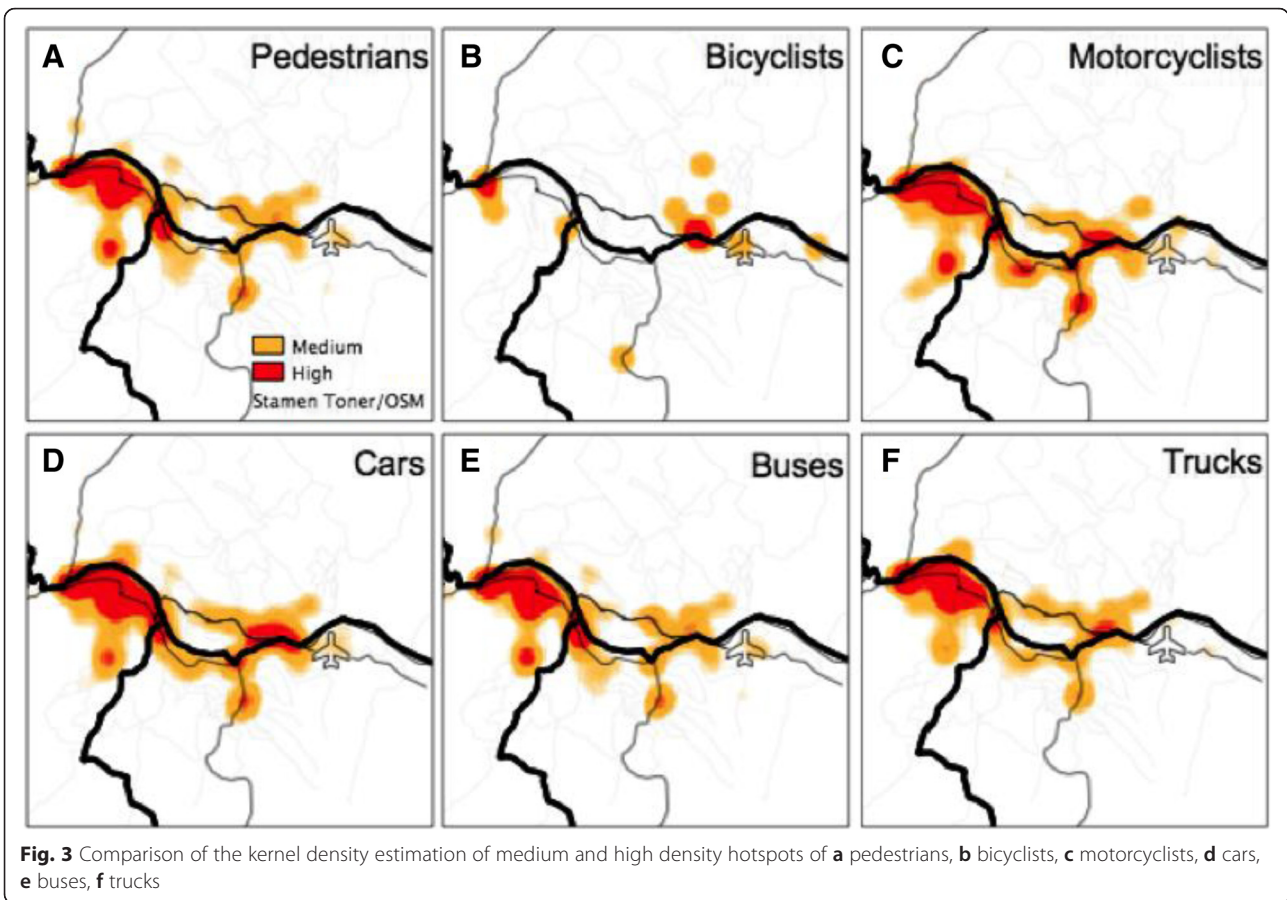 A
Pedestrians
B
Bicyclists
C
Motorcyclists
Medium
High
Stamen Toner/OSM
D
Cars
E
Buses
F
Trucks
Fig. 3 Comparison of the kernel density estimation of medium and high density hotspots of a pedestrians, b bicyclists, c motorcyclists, d cars,
e buses, f trucks